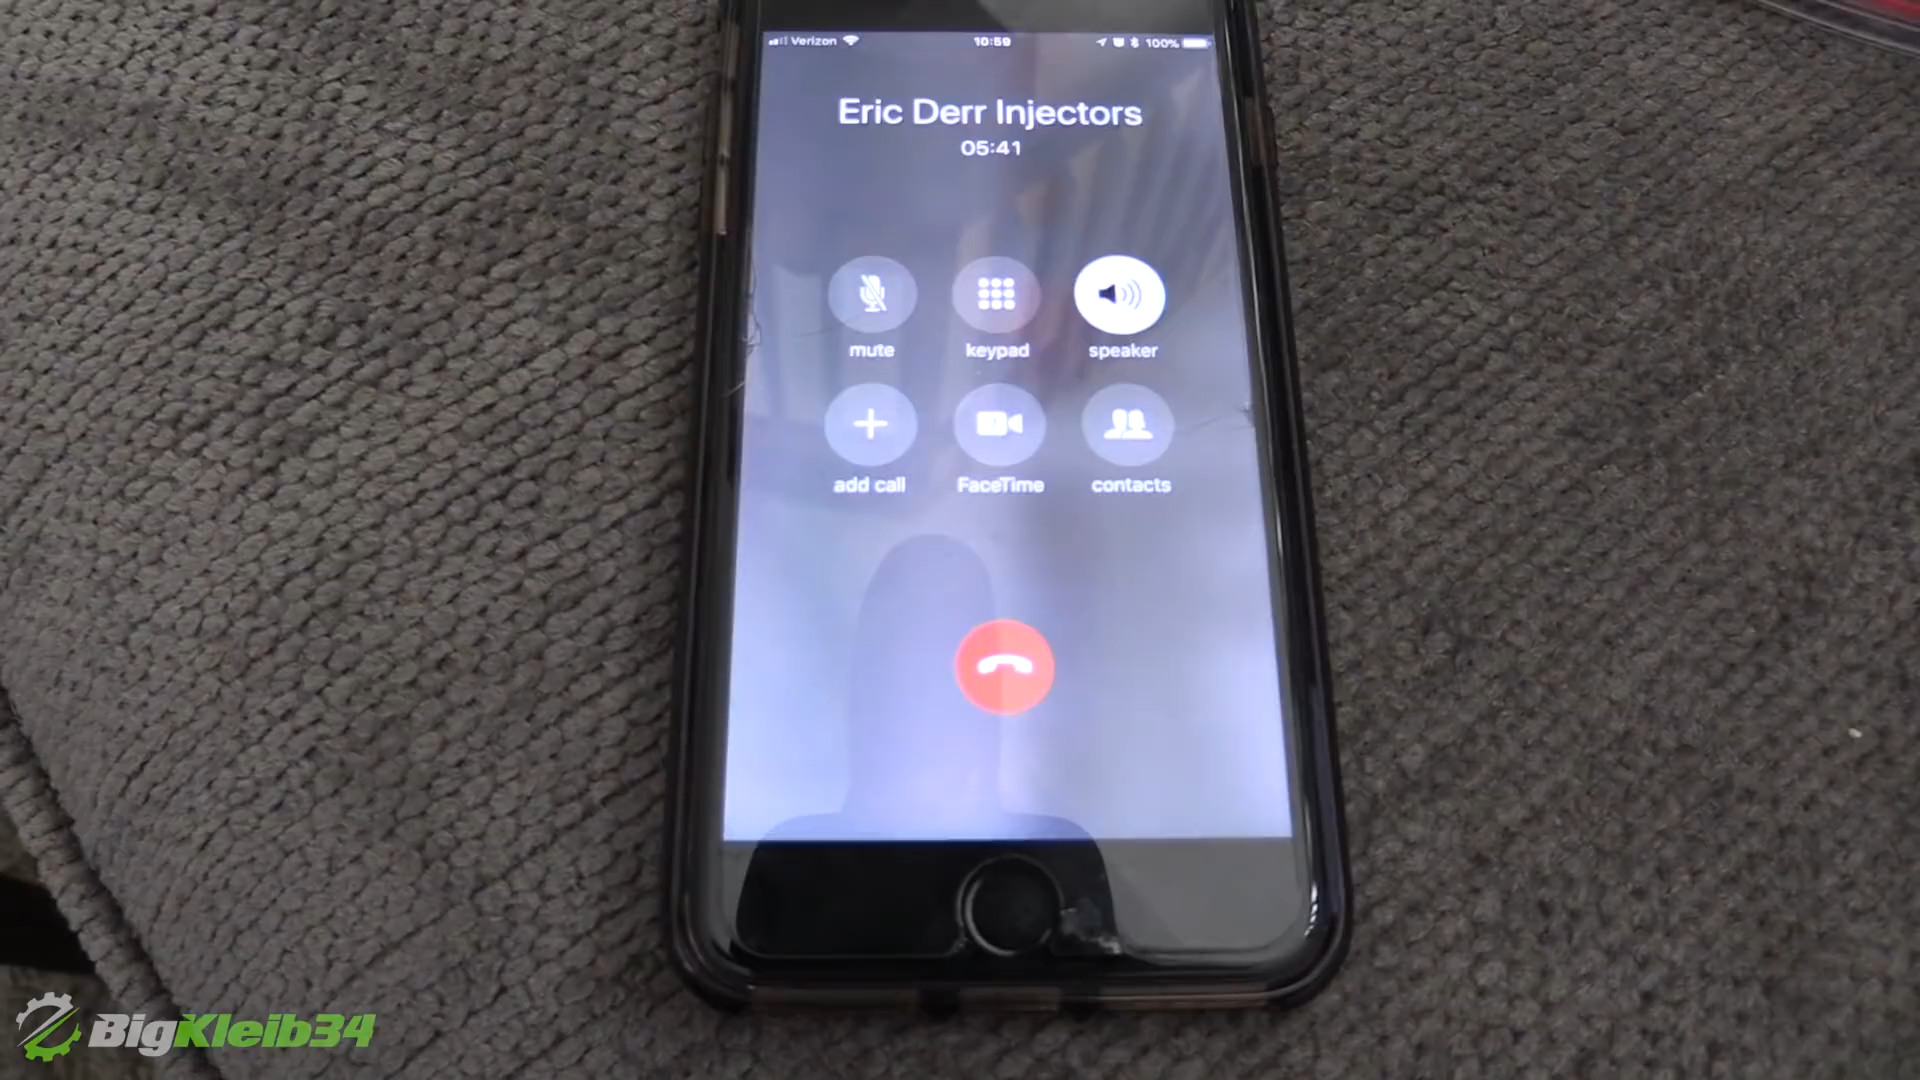 Verizon 10:59 100%
Eric Derr Injectors
05:41
mute keypad speaker
add call FaceTime contacts
BigKleib34